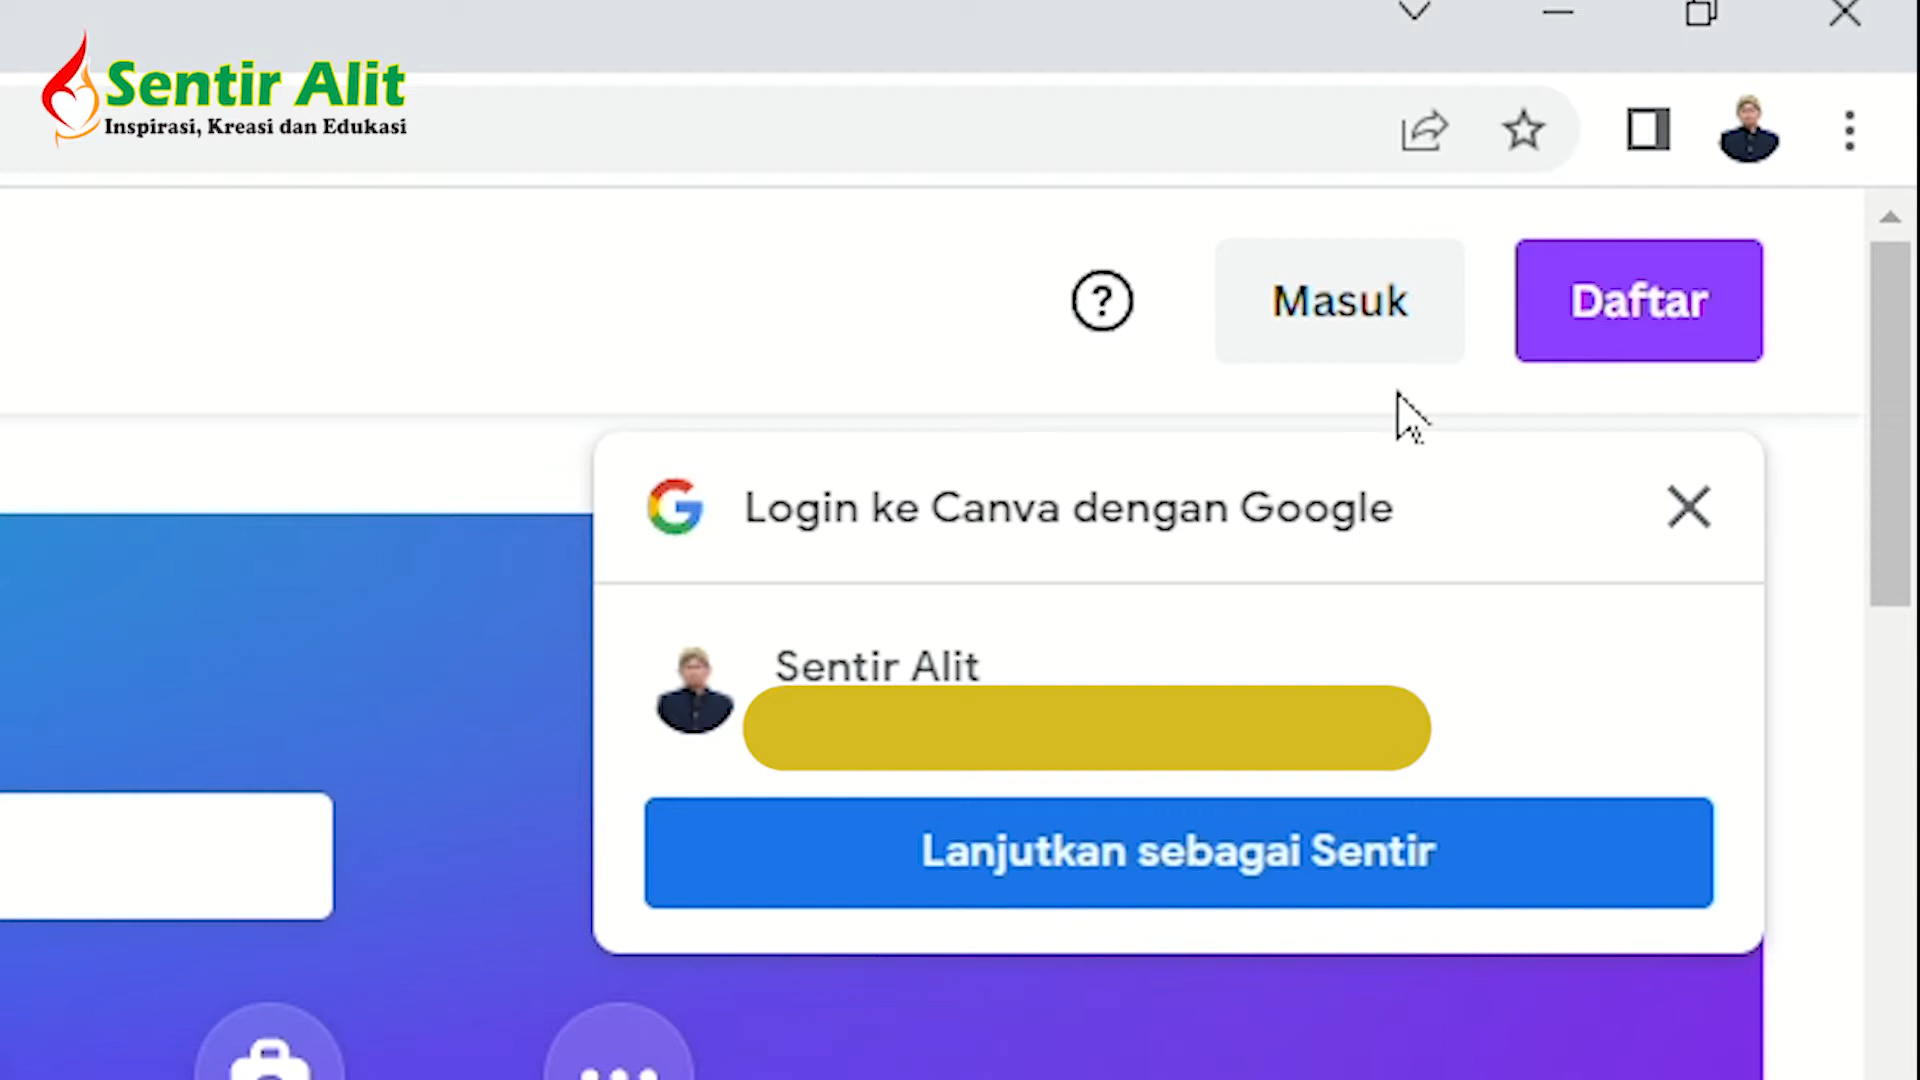 Sentir Alit
Inspirasi, Kreasi dan Edukasi
Masuk
Daftar
Login ke Canva dengan Google
Sentir Alit
Lanjutkan sebagai Sentir